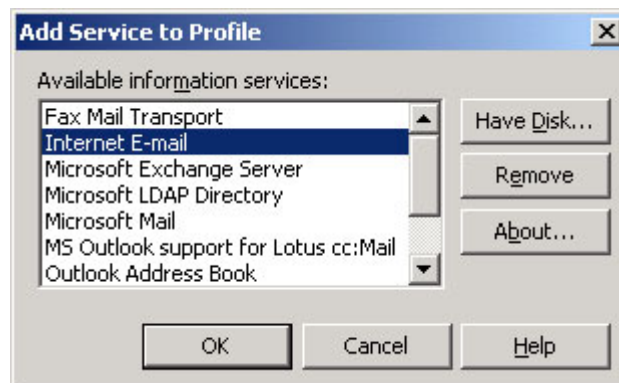 Add Service to Profile
Available information services:
Fax Mail Transport
Internet E-mail
Microsoft Exchange Server
Microsoft LDAP Directory
Microsoft Mail
MS Outlook support for Lotus cc:Mail
Outlook Address Book
Have Disk...
Remove
About...
OK
Cancel
Help